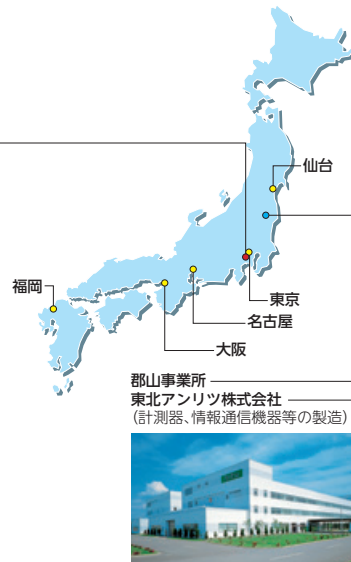 仙台
福岡
東京
名古屋
大阪
郡山事業所
東北アンリツ株式会社
(計測器、情報通信機器等の製造)